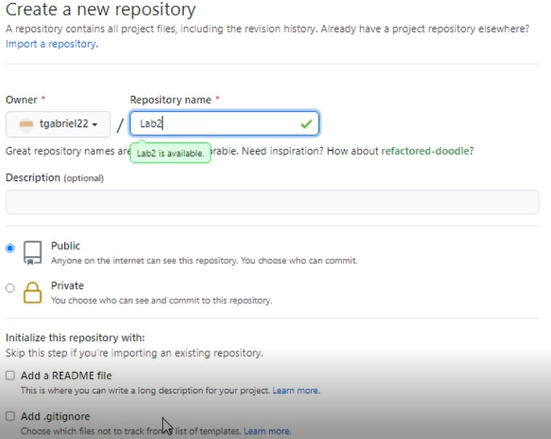 Create a new repository
A repository contains all project files, including the revision history. Already have a project repository elsewhere?
Import a repository.
Owner * Repository name *
tgabriel22 / Lab2
Great repository names are rable. Need inspiration? How about refactored-doodle?
Lab2 is available.
Description (optional)
Public
Anyone on the internet can see this repository. You choose who can commit.
Private
You choose who can see and commit to this repository.
Initialize this repository with:
Skip this step if you're importing an existing repository.
Add a README file
This is where you can write a long description for your project. Learn more.
Add .gitignore
Choose which files not to track from list of templates. Learn more.